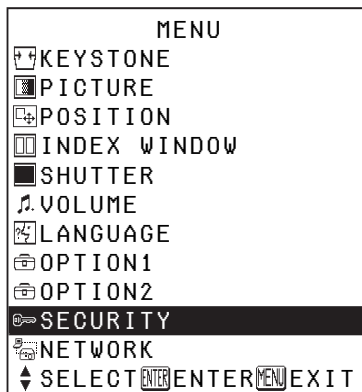 MENU
KEYSTONE
PICTURE
POSITION
INDEX WINDOW
SHUTTER
VOLUME
LANGUAGE
OPTION1
OPTION2
SECURITY
NETWORK
SELECT ENTER ENTER MENU EXIT